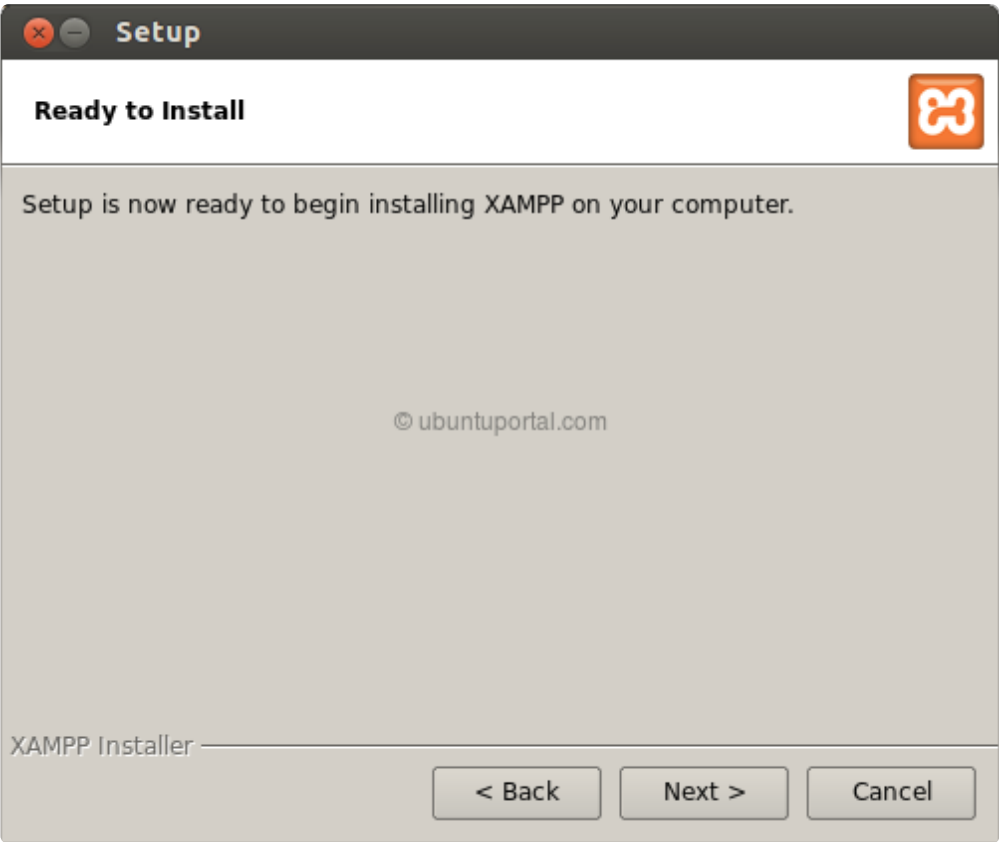 Setup
Ready to Install
Setup is now ready to begin installing XAMPP on your computer.
© ubuntuportal.com
XAMPP Installer
< Back Next > Cancel